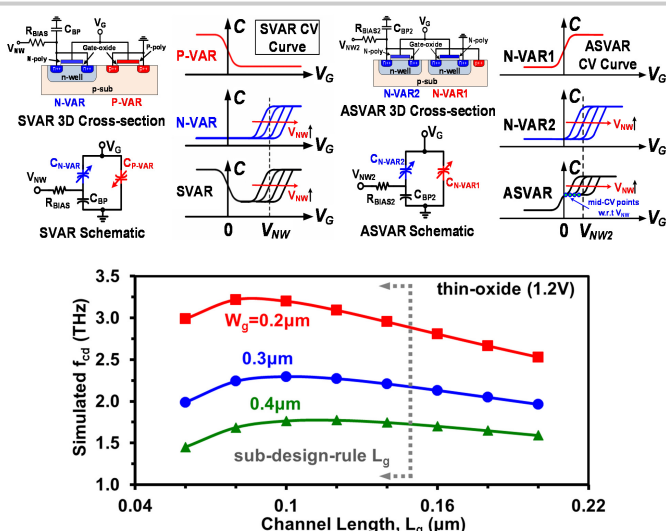 R_BIAS
C_BP
V_G
V_NW
N-poly
Gate-oxide
P-poly
n++
n++
n-well
p-sub
N-VAR
P-VAR
SVAR 3D Cross-section
V_G
C_N-VAR
C_P-VAR
V_NW
R_BIAS
C_BP
SVAR Schematic
C
P-VAR
SVAR CV
Curve
V_G
C
N-VAR
V_NW↑
V_G
C
SVAR
V_NW↑
0
V_NW
V_G
R_BIAS2
C_BP2
V_G
V_NW2
N-poly
Gate-oxide
N-poly
n++
n++
n++
n++
n-well
n-well
p-sub
N-VAR2
N-VAR1
ASVAR 3D Cross-section
V_G
C_N-VAR2
C_N-VAR1
V_NW2
R_BIAS2
C_BP2
ASVAR Schematic
C
N-VAR1
ASVAR
CV Curve
V_G
C
N-VAR2
V_NW↑
V_G
C
ASVAR
V_NW↑
mid-CV points
w.r.t V_NW
0
V_NW2
V_G
thin-oxide (1.2V)
W_g=0.2µm
0.3µm
0.4µm
sub-design-rule L_g
Simulated f_cd (THz)
3.5
3.0
2.5
2.0
1.5
1.0
0.04
0.1
0.16
0.22
Channel Length, L_g (µm)